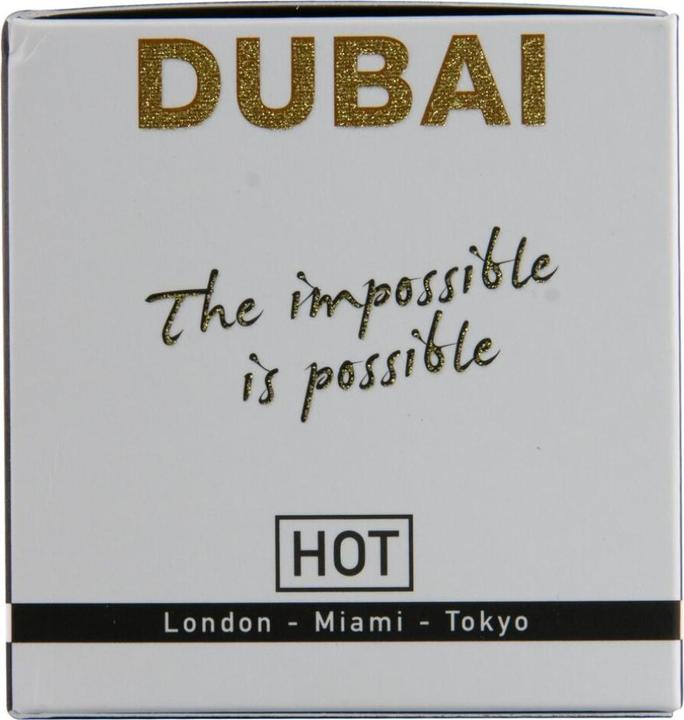 DUBAI
The impossible
is possible
HOT
London - Miami - Tokyo